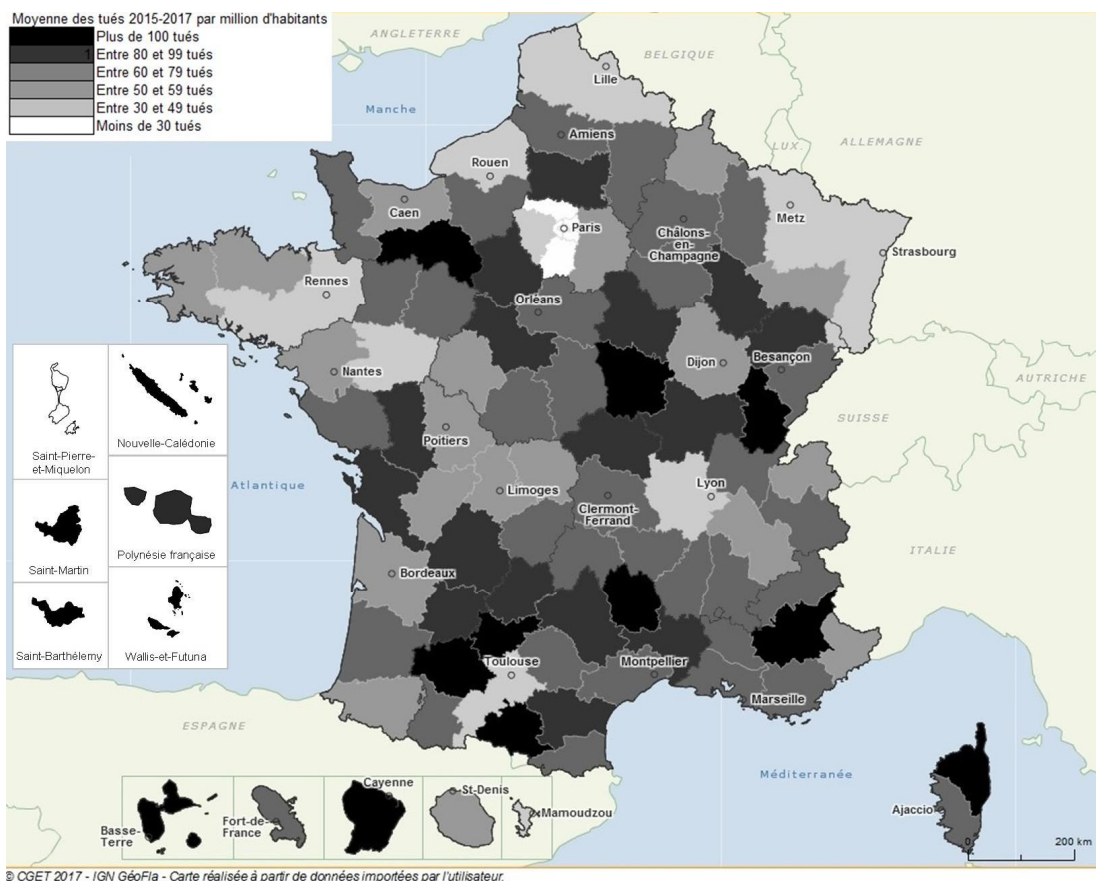 Moyenne des tués 2015-2017 par million d'habitants
Plus de 100 tués
1 Entre 80 et 99 tués
Entre 60 et 79 tués
Entre 50 et 59 tués
Entre 30 et 49 tués
Moins de 30 tués
ANGLETERRE
BELGIQUE
Lille
Manche
Amiens
LUX.
ALLEMAGNE
Rouen
Caen
Paris
Metz
Châlons-
en-
Champagne
Strasbourg
Rennes
Orléans
Nantes
Dijon
Besançon
AUTRICHE
SUISSE
Poitiers
Nouvelle-Calédonie
Saint-Pierre-
et-Miquelon
Atlantique
Limoges
Lyon
Clermont-
Ferrand
ITALIE
Polynésie française
Saint-Martin
Bordeaux
Saint-Barthélemy
Wallis-et-Futuna
Toulouse
Montpellier
Marseille
ESPAGNE
Méditerranée
Cayenne
St-Denis
Mamoudzou
Basse-
Terre
Fort-de-
France
Ajaccio
0
200 km
© CGET 2017 - IGN GéoFla - Carte réalisée à partir de données importées par l'utilisateur.